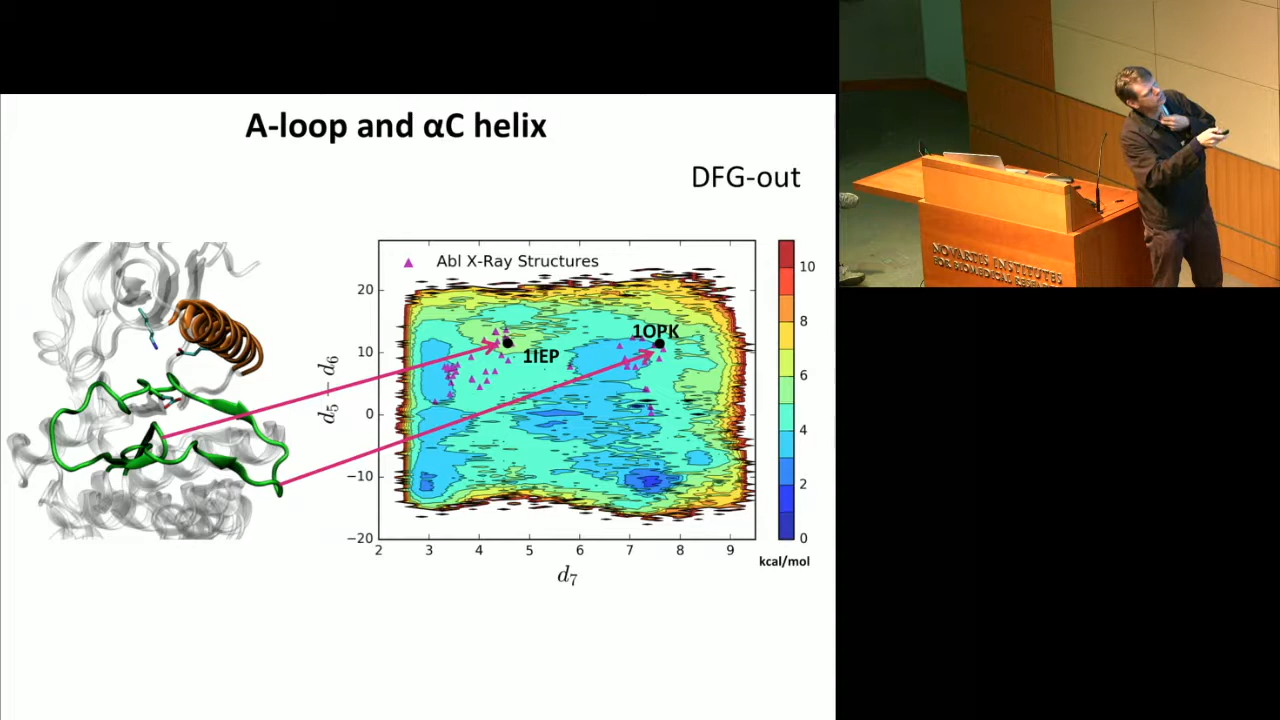 A-loop and αC helix
DFG-out
Abl X-Ray Structures
1IEP
1OPK
20
10
0
−10
−20
2 3 4 5 6 7 8 9
d₅ − d₆
d₇
10
8
6
4
2
0
kcal/mol
NOVARTIS INSTITUTES
FOR BIOMEDICAL RESEARCH